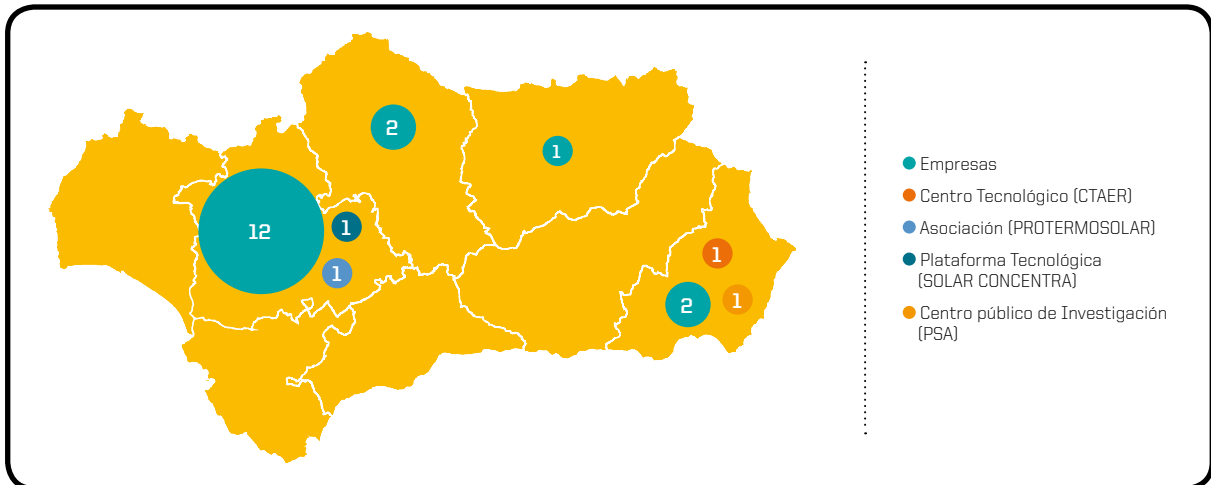 2
1
12
1
1
1
2
1
Empresas
Centro Tecnológico (CTAER)
Asociación (PROTERMOSOLAR)
Plataforma Tecnológica
(SOLAR CONCENTRA)
Centro público de Investigación
(PSA)